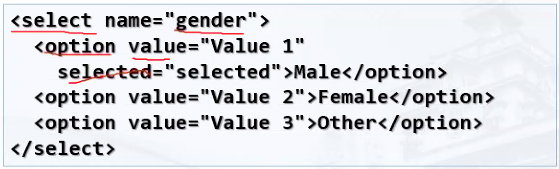 <select name="gender">
<option value="Value 1"
selected="selected">Male</option>
<option value="Value 2">Female</option>
<option value="Value 3">Other</option>
</select>